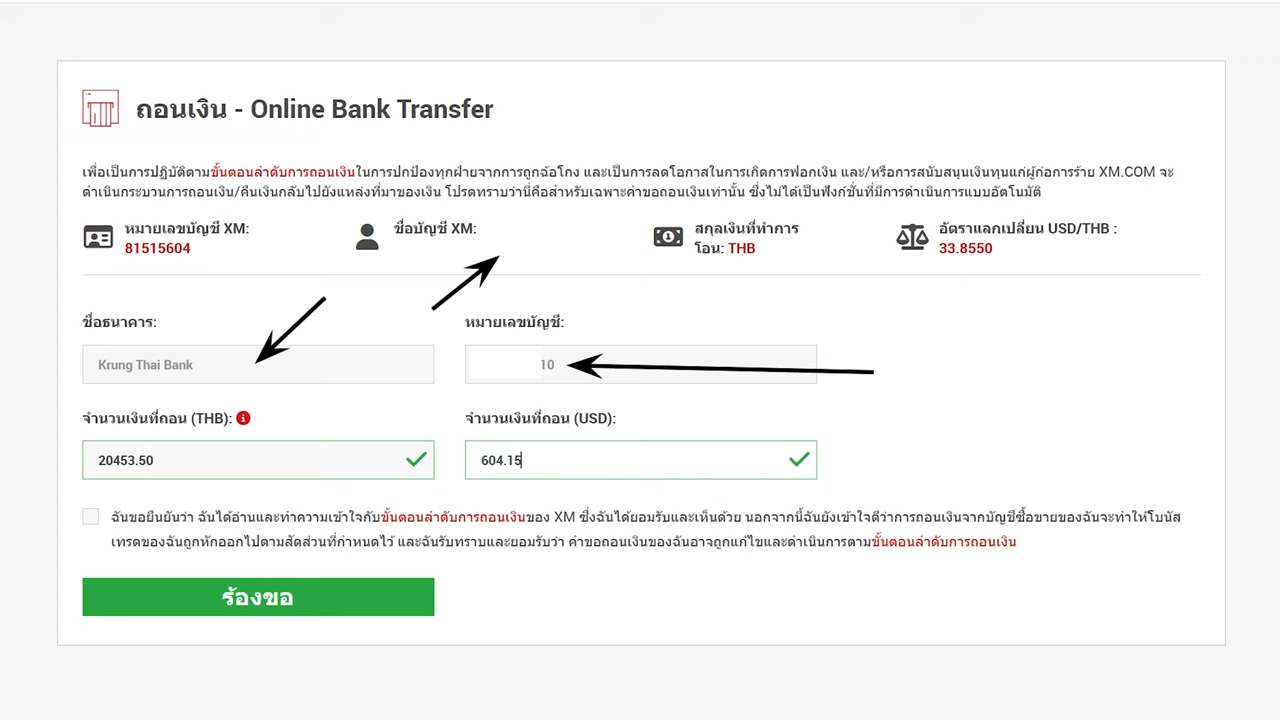 ถอนเงิน - Online Bank Transfer
เพื่อเป็นการปฏิบัติตามขั้นตอนลำดับการถอนเงินในการปกป้องทุกฝ่ายจากการถูกฉ้อโกง และเป็นการลดโอกาสในการเกิดการฟอกเงิน และ/หรือการสนับสนุนเงินทุนแก่ผู้ก่อการร้าย XM.COM จะ
ดำเนินกระบวนการถอนเงิน/คืนเงินกลับไปยังแหล่งที่มาของเงิน โปรดทราบว่านี่คือสำหรับเฉพาะคำขอถอนเงินเท่านั้น ซึ่งไม่ได้เป็นฟังก์ชั่นที่มีการดำเนินการแบบอัตโนมัติ
หมายเลขบัญชี XM:
81515604
ชื่อบัญชี XM:
สกุลเงินที่ทำการ
โอน: THB
อัตราแลกเปลี่ยน USD/THB :
33.8550
ชื่อธนาคาร:
หมายเลขบัญชี:
Krung Thai Bank
10
จำนวนเงินที่ถอน (THB):
จำนวนเงินที่ถอน (USD):
20453.50
604.15
ฉันขอยืนยันว่า ฉันได้อ่านและทำความเข้าใจกับขั้นตอนลำดับการถอนเงินของ XM ซึ่งฉันได้ยอมรับและเห็นด้วย นอกจากนี้ฉันยังเข้าใจดีว่าการถอนเงินจากบัญชีซื้อขายของฉันจะทำให้โบนัส
เทรดของฉันถูกหักออกไปตามสัดส่วนที่กำหนดไว้ และฉันรับทราบและยอมรับว่า คำขอถอนเงินของฉันอาจถูกแก้ไขและดำเนินการตามขั้นตอนลำดับการถอนเงิน
ร้องขอ